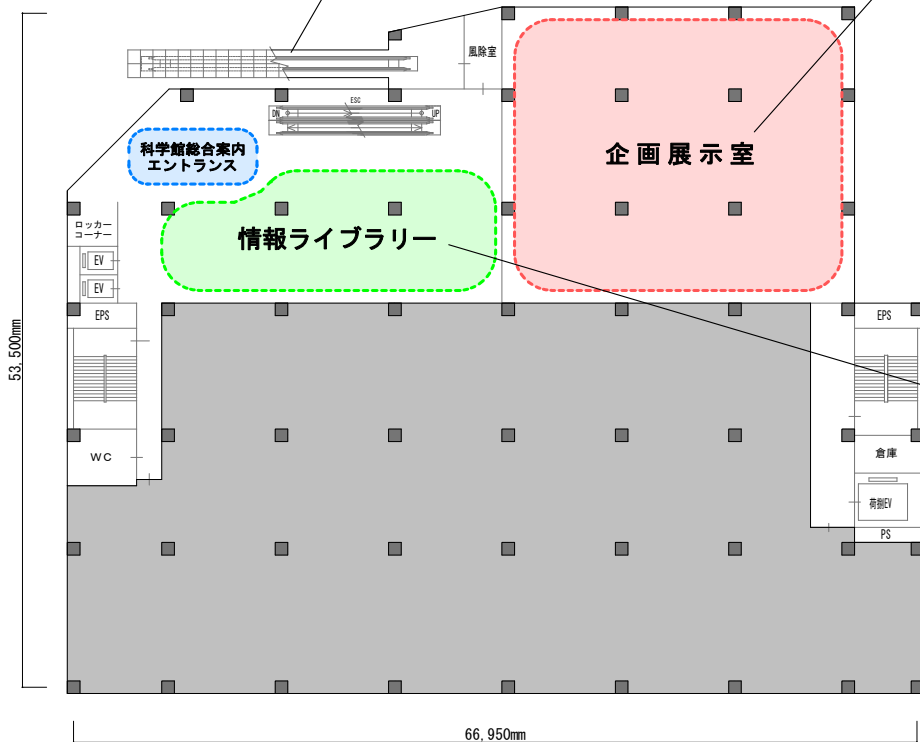 風除室
ESC
DN
UP
科学館総合案内
エントランス
企画展示室
ロッカー
コーナー
情報ライブラリー
EV
EV
EPS
EPS
53,500mm
WC
倉庫
荷捌EV
PS
66,950mm